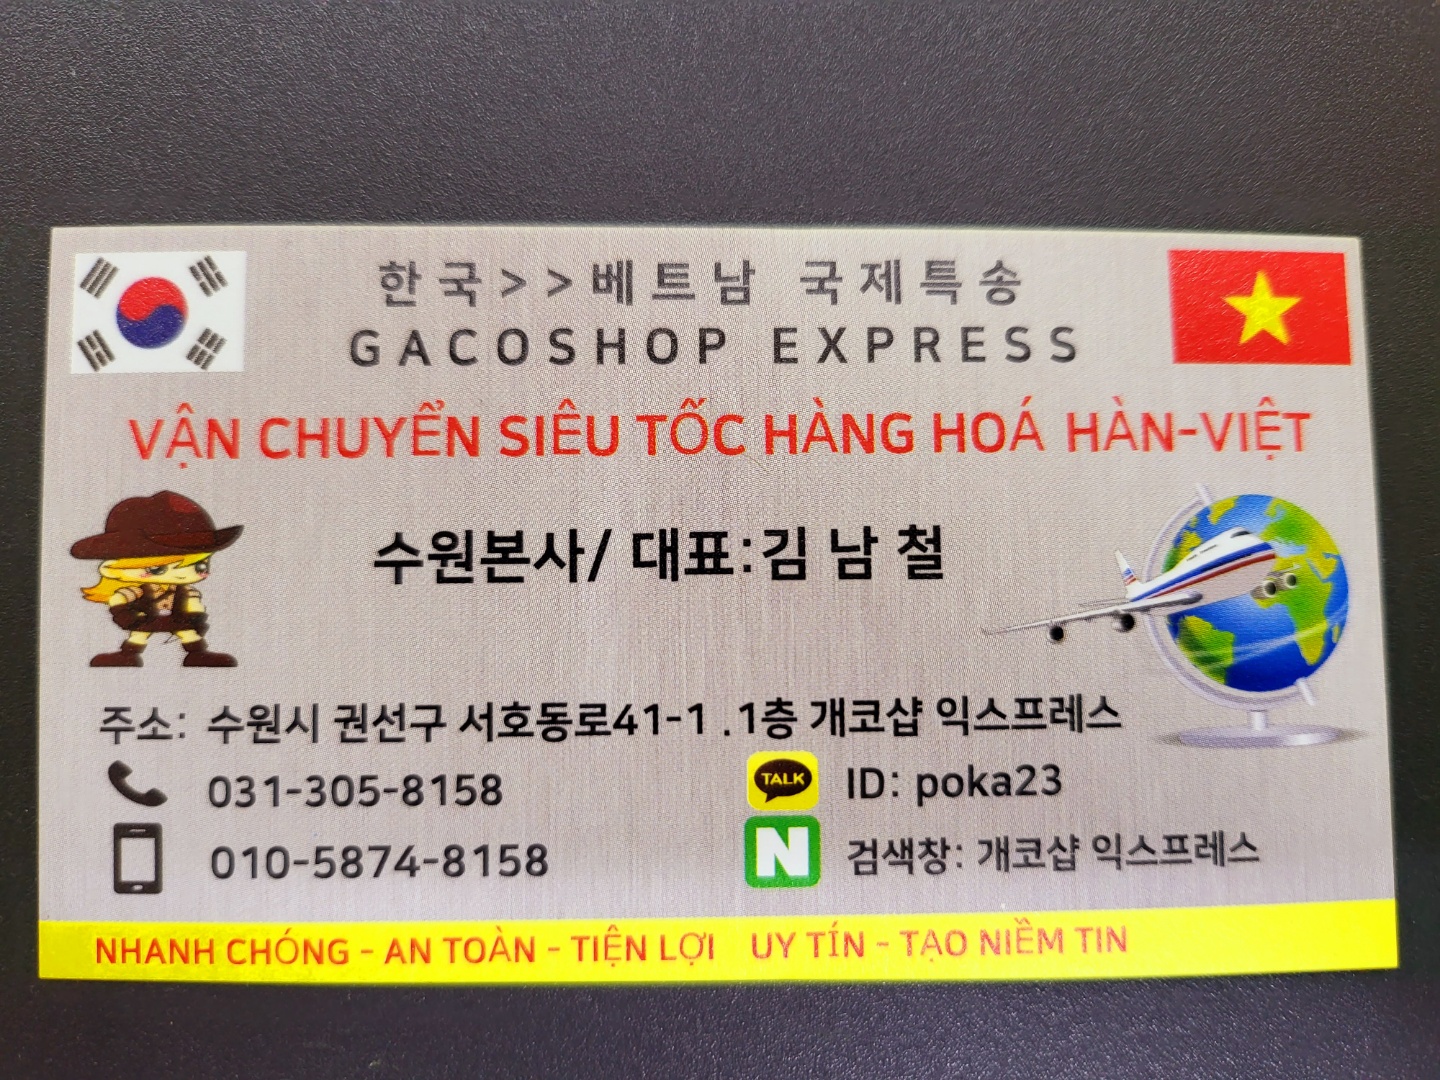 한국>>베트남 국제특송
GACOSHOP EXPRESS
VẬN CHUYỂN SIÊU TỐC HÀNG HOÁ HÀN-VIỆT
수원본사/ 대표:김남철
주소: 수원시 권선구 서호동로41-1 .1층 개코샵 익스프레스
031-305-8158
TALK ID: poka23
010-5874-8158
N 검색창: 개코샵 익스프레스
NHANH CHÓNG - AN TOÀN - TIỆN LỢI UY TÍN - TẠO NIỀM TIN